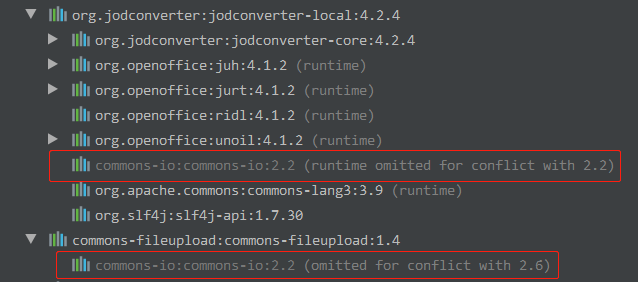 org.jodconverter:jodconverter-local:4.2.4
org.jodconverter:jodconverter-core:4.2.4
org.openoffice:juh:4.1.2 (runtime)
org.openoffice:jurt:4.1.2 (runtime)
org.openoffice:ridl:4.1.2 (runtime)
org.openoffice:unoil:4.1.2 (runtime)
commons-io:commons-io:2.2 (runtime omitted for conflict with 2.2)
org.apache.commons:commons-lang3:3.9 (runtime)
org.slf4j:slf4j-api:1.7.30
commons-fileupload:commons-fileupload:1.4
commons-io:commons-io:2.2 (omitted for conflict with 2.6)